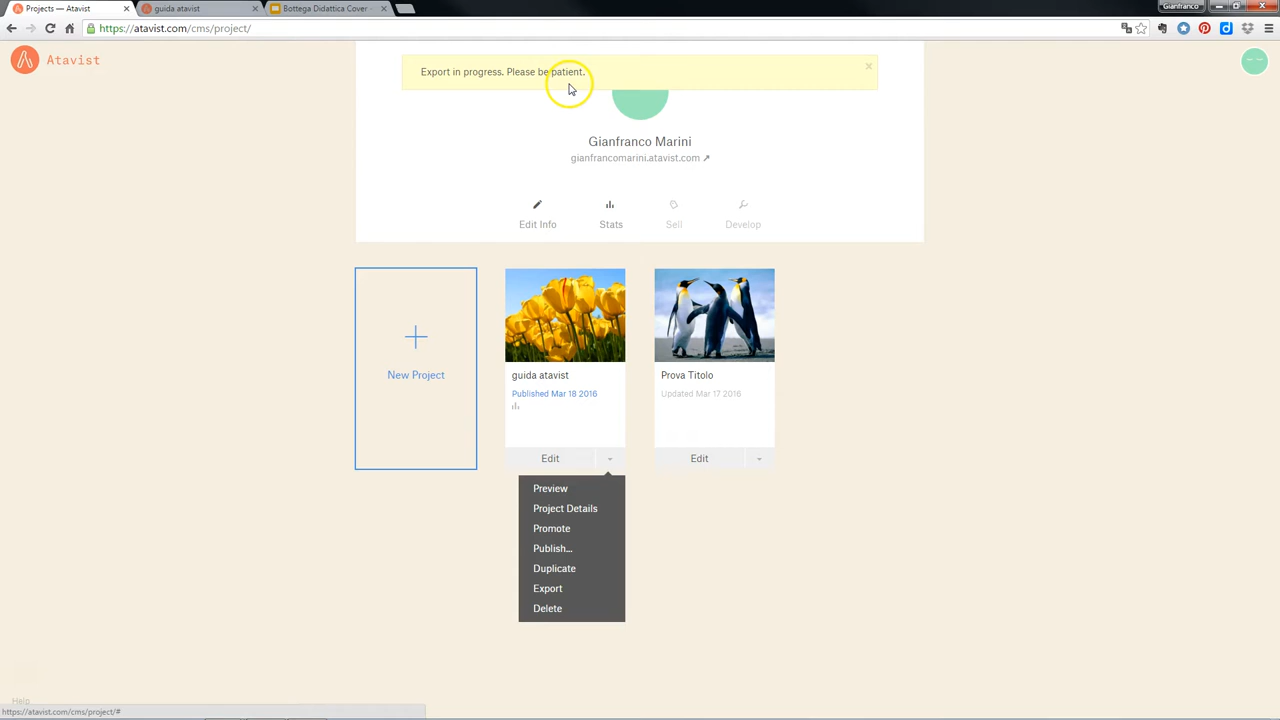 Projects — Atavist
guida atavist
Bottega Didattica Cover -
Gianfranco
https://atavist.com/cms/project/
Atavist
Export in progress. Please be patient.
Gianfranco Marini
gianfrancomarini.atavist.com ↗
Edit Info
Stats
Sell
Develop
New Project
guida atavist
Published Mar 18 2016
Edit
Prova Titolo
Updated Mar 17 2016
Edit
Preview
Project Details
Promote
Publish...
Duplicate
Export
Delete
Help
https://atavist.com/cms/project/#